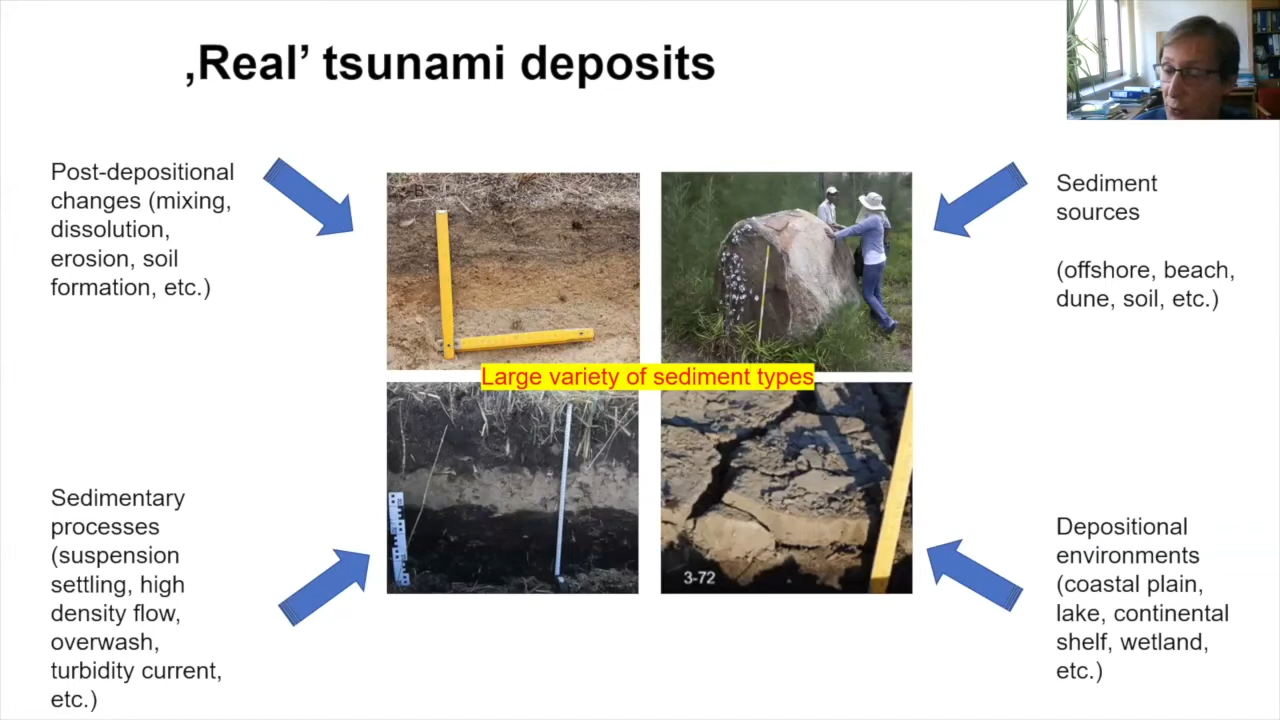 ‚Real’ tsunami deposits
Post-depositional
changes (mixing,
dissolution,
erosion, soil
formation, etc.)
Sediment
sources
(offshore, beach,
dune, soil, etc.)
Large variety of sediment types
Sedimentary
processes
(suspension
settling, high
density flow,
overwash,
turbidity current,
etc.)
3-72
Depositional
environments
(coastal plain,
lake, continental
shelf, wetland,
etc.)